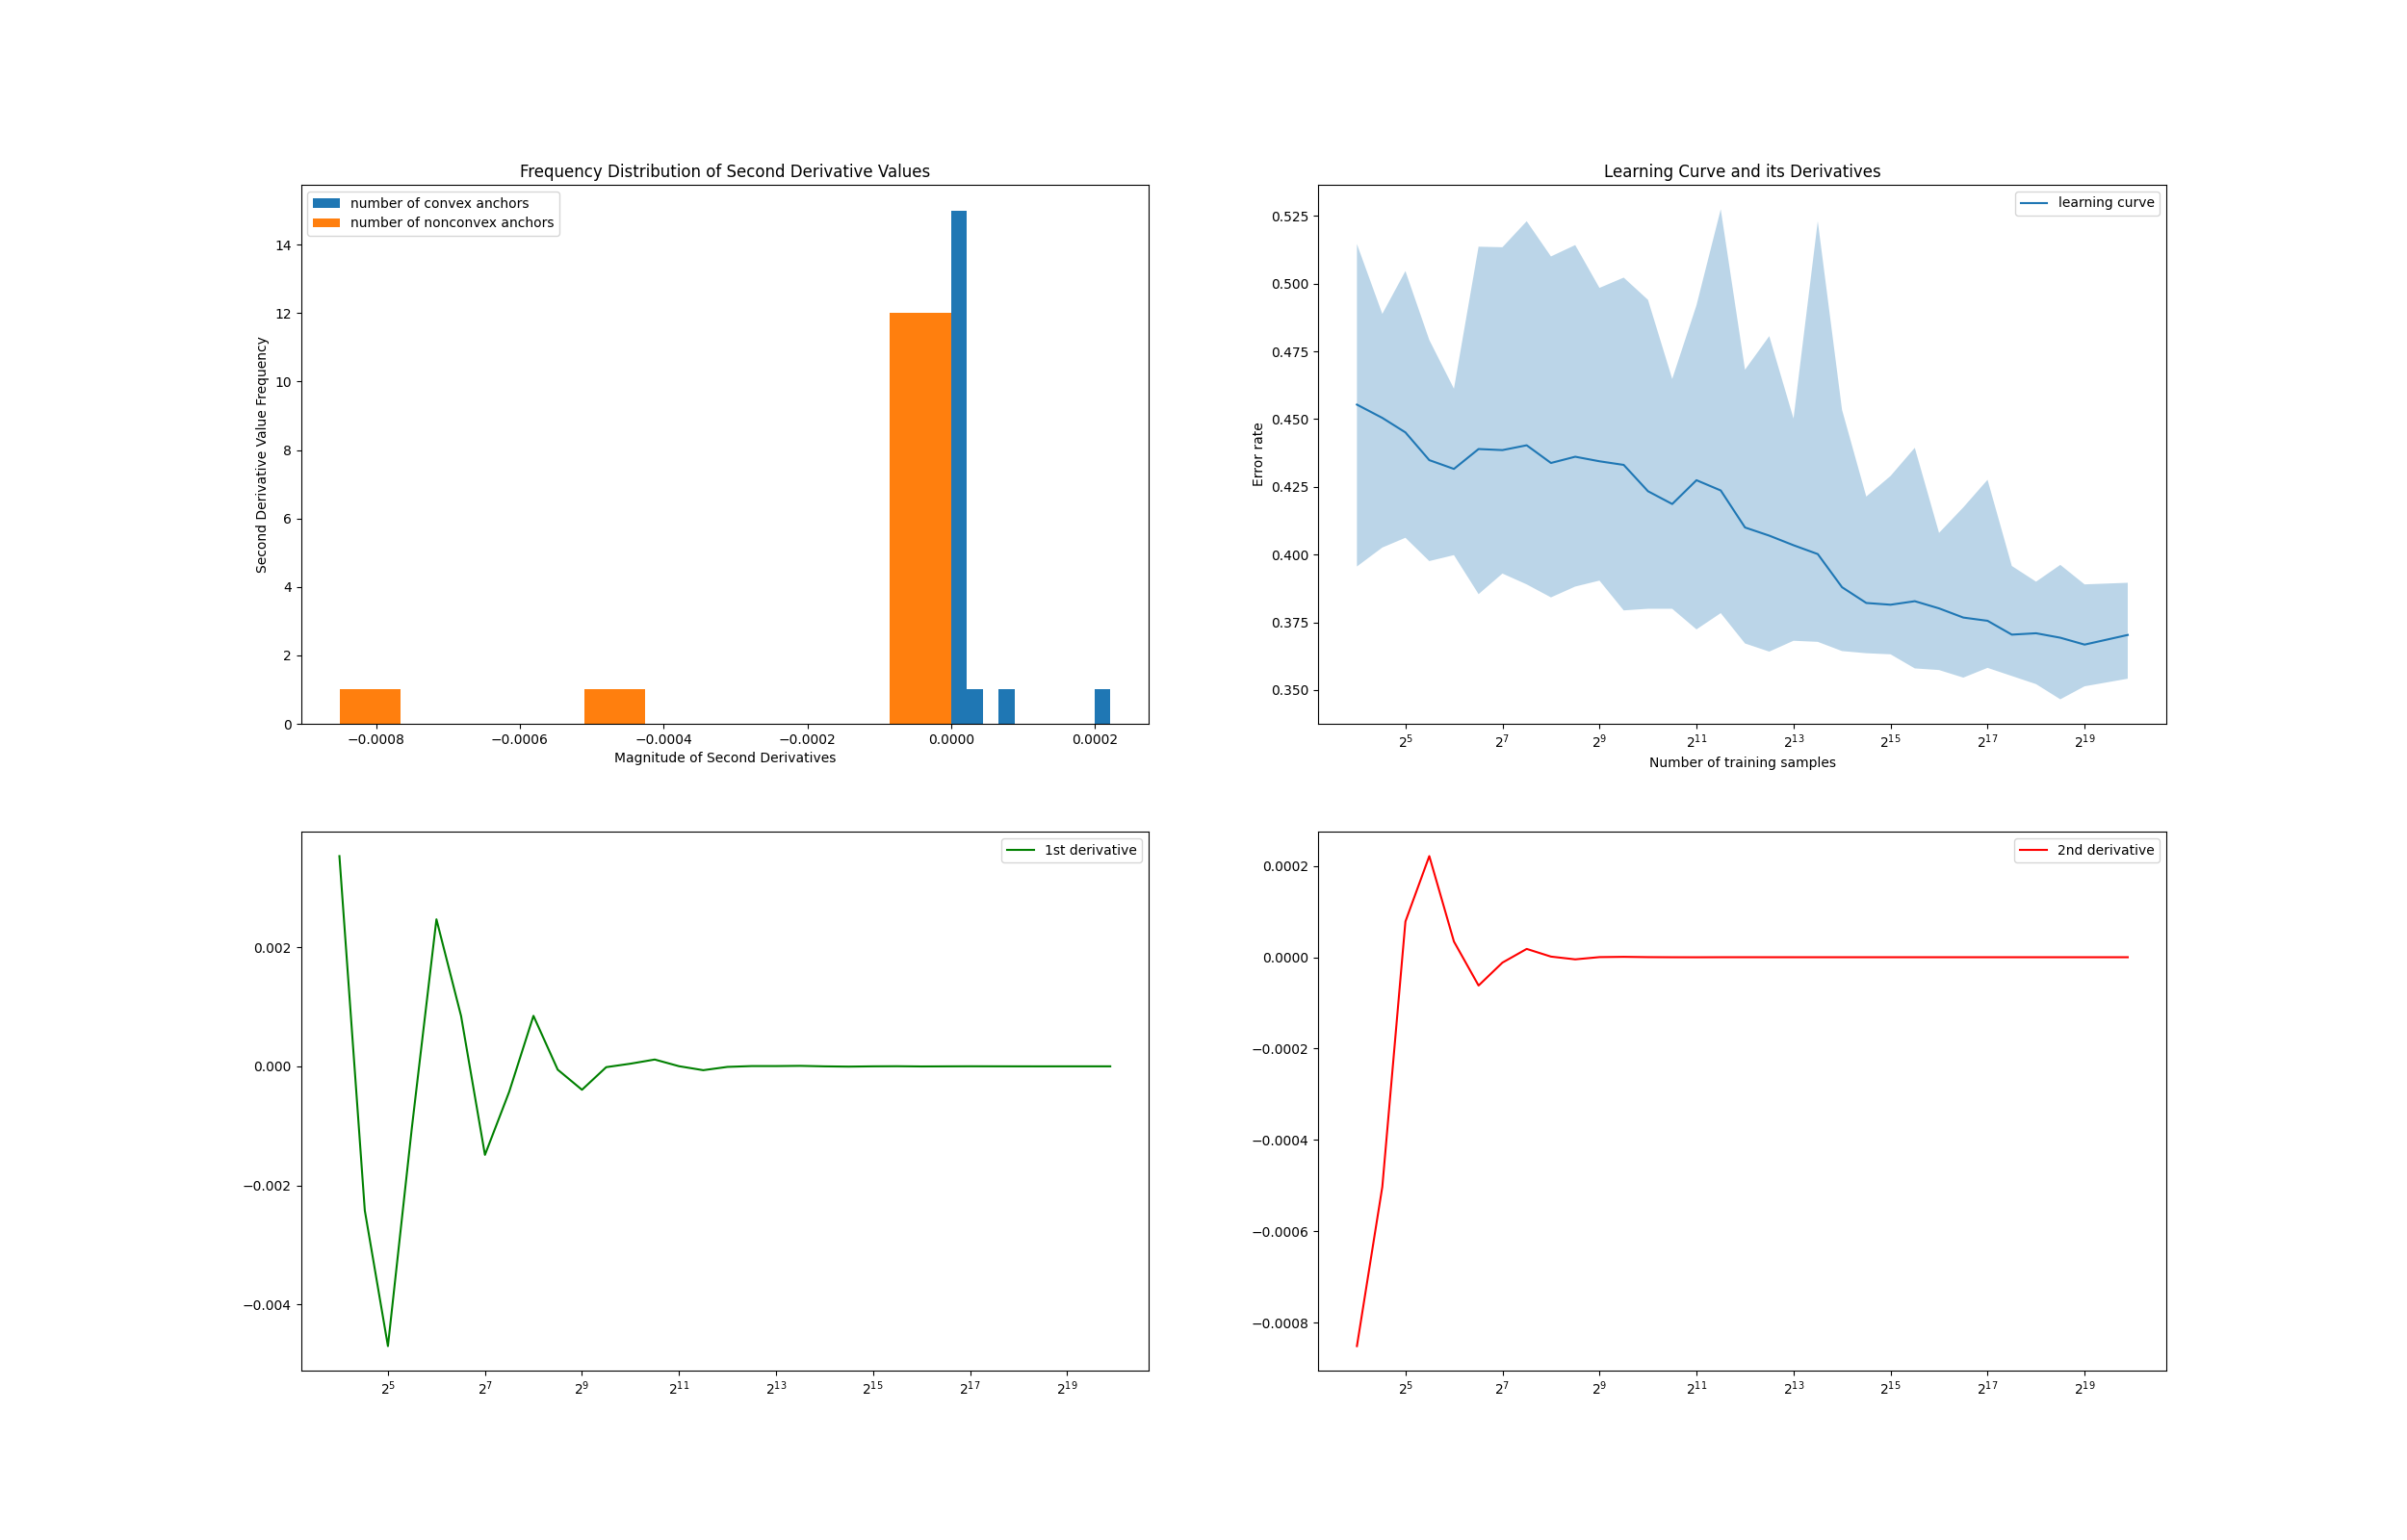 Frequency Distribution of Second Derivative Values
number of convex anchors
number of nonconvex anchors
Second Derivative Value Frequency
14
12
10
8
6
4
2
0
−0.0008 −0.0006 −0.0004 −0.0002 0.0000 0.0002
Magnitude of Second Derivatives
Learning Curve and its Derivatives
learning curve
Error rate
0.525
0.500
0.475
0.450
0.425
0.400
0.375
0.350
2^5 2^7 2^9 2^11 2^13 2^15 2^17 2^19
Number of training samples
1st derivative
0.002
0.000
−0.002
−0.004
2^5 2^7 2^9 2^11 2^13 2^15 2^17 2^19
2nd derivative
0.0002
0.0000
−0.0002
−0.0004
−0.0006
−0.0008
2^5 2^7 2^9 2^11 2^13 2^15 2^17 2^19